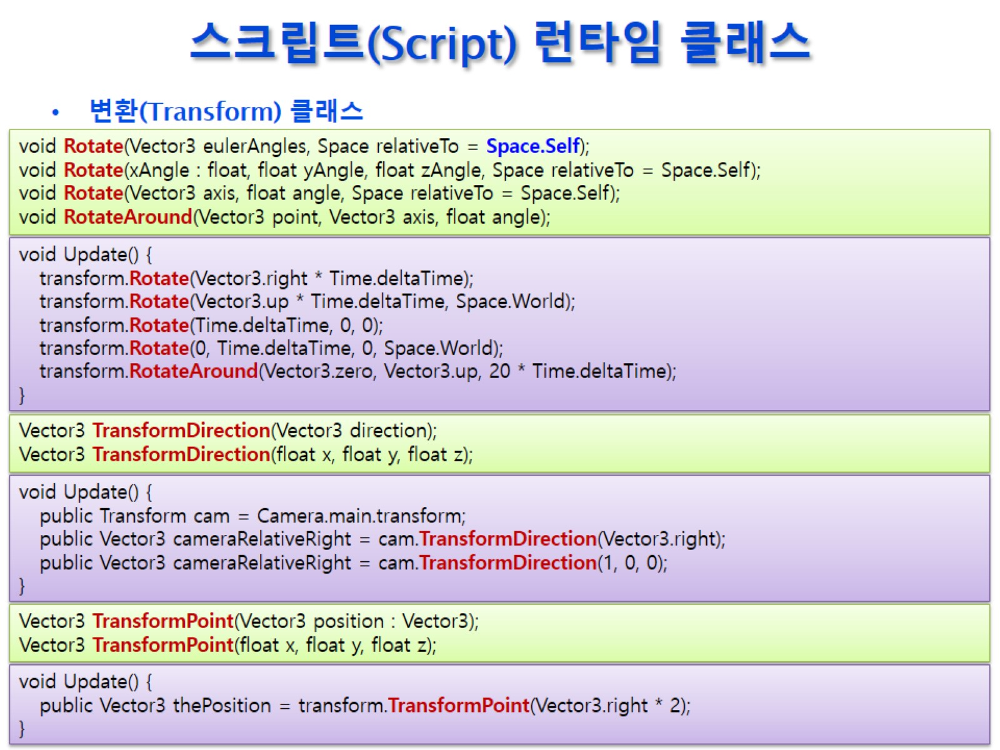 스크립트(Script) 런타임 클래스
• 변환(Transform) 클래스
void Rotate(Vector3 eulerAngles, Space relativeTo = Space.Self);
void Rotate(xAngle : float, float yAngle, float zAngle, Space relativeTo = Space.Self);
void Rotate(Vector3 axis, float angle, Space relativeTo = Space.Self);
void RotateAround(Vector3 point, Vector3 axis, float angle);
void Update() {
transform.Rotate(Vector3.right * Time.deltaTime);
transform.Rotate(Vector3.up * Time.deltaTime, Space.World);
transform.Rotate(Time.deltaTime, 0, 0);
transform.Rotate(0, Time.deltaTime, 0, Space.World);
transform.RotateAround(Vector3.zero, Vector3.up, 20 * Time.deltaTime);
}
Vector3 TransformDirection(Vector3 direction);
Vector3 TransformDirection(float x, float y, float z);
void Update() {
public Transform cam = Camera.main.transform;
public Vector3 cameraRelativeRight = cam.TransformDirection(Vector3.right);
public Vector3 cameraRelativeRight = cam.TransformDirection(1, 0, 0);
}
Vector3 TransformPoint(Vector3 position : Vector3);
Vector3 TransformPoint(float x, float y, float z);
void Update() {
public Vector3 thePosition = transform.TransformPoint(Vector3.right * 2);
}